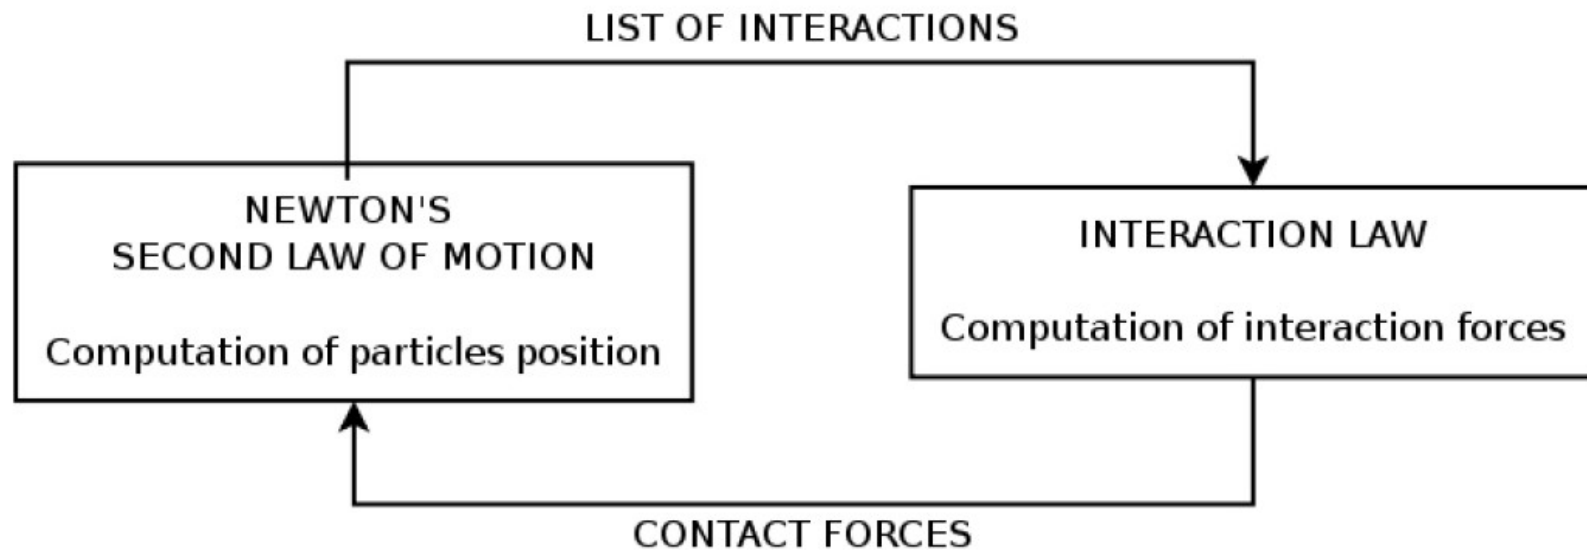 LIST OF INTERACTIONS
NEWTON'S
SECOND LAW OF MOTION
Computation of particles position
INTERACTION LAW
Computation of interaction forces
CONTACT FORCES